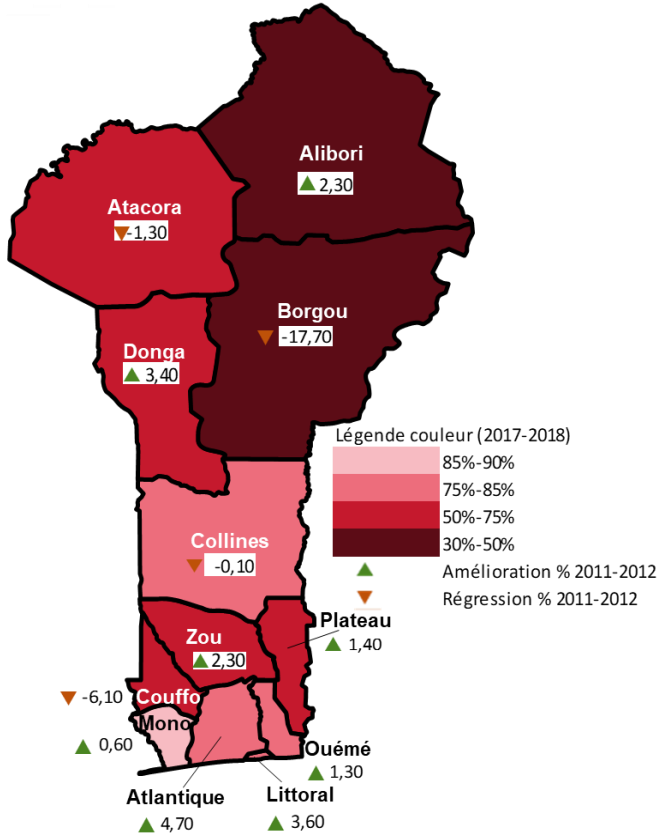 Alibori
2,30
Atacora
-1,30
Borgou
-17,70
Donga
3,40
Légende couleur (2017-2018)
85%-90%
75%-85%
50%-75%
30%-50%
Amélioration % 2011-2012
Régression % 2011-2012
Collines
-0,10
Plateau
1,40
Zou
2,30
Couffo
-6,10
Mono
0,60
Ouémé
1,30
Atlantique
4,70
Littoral
3,60